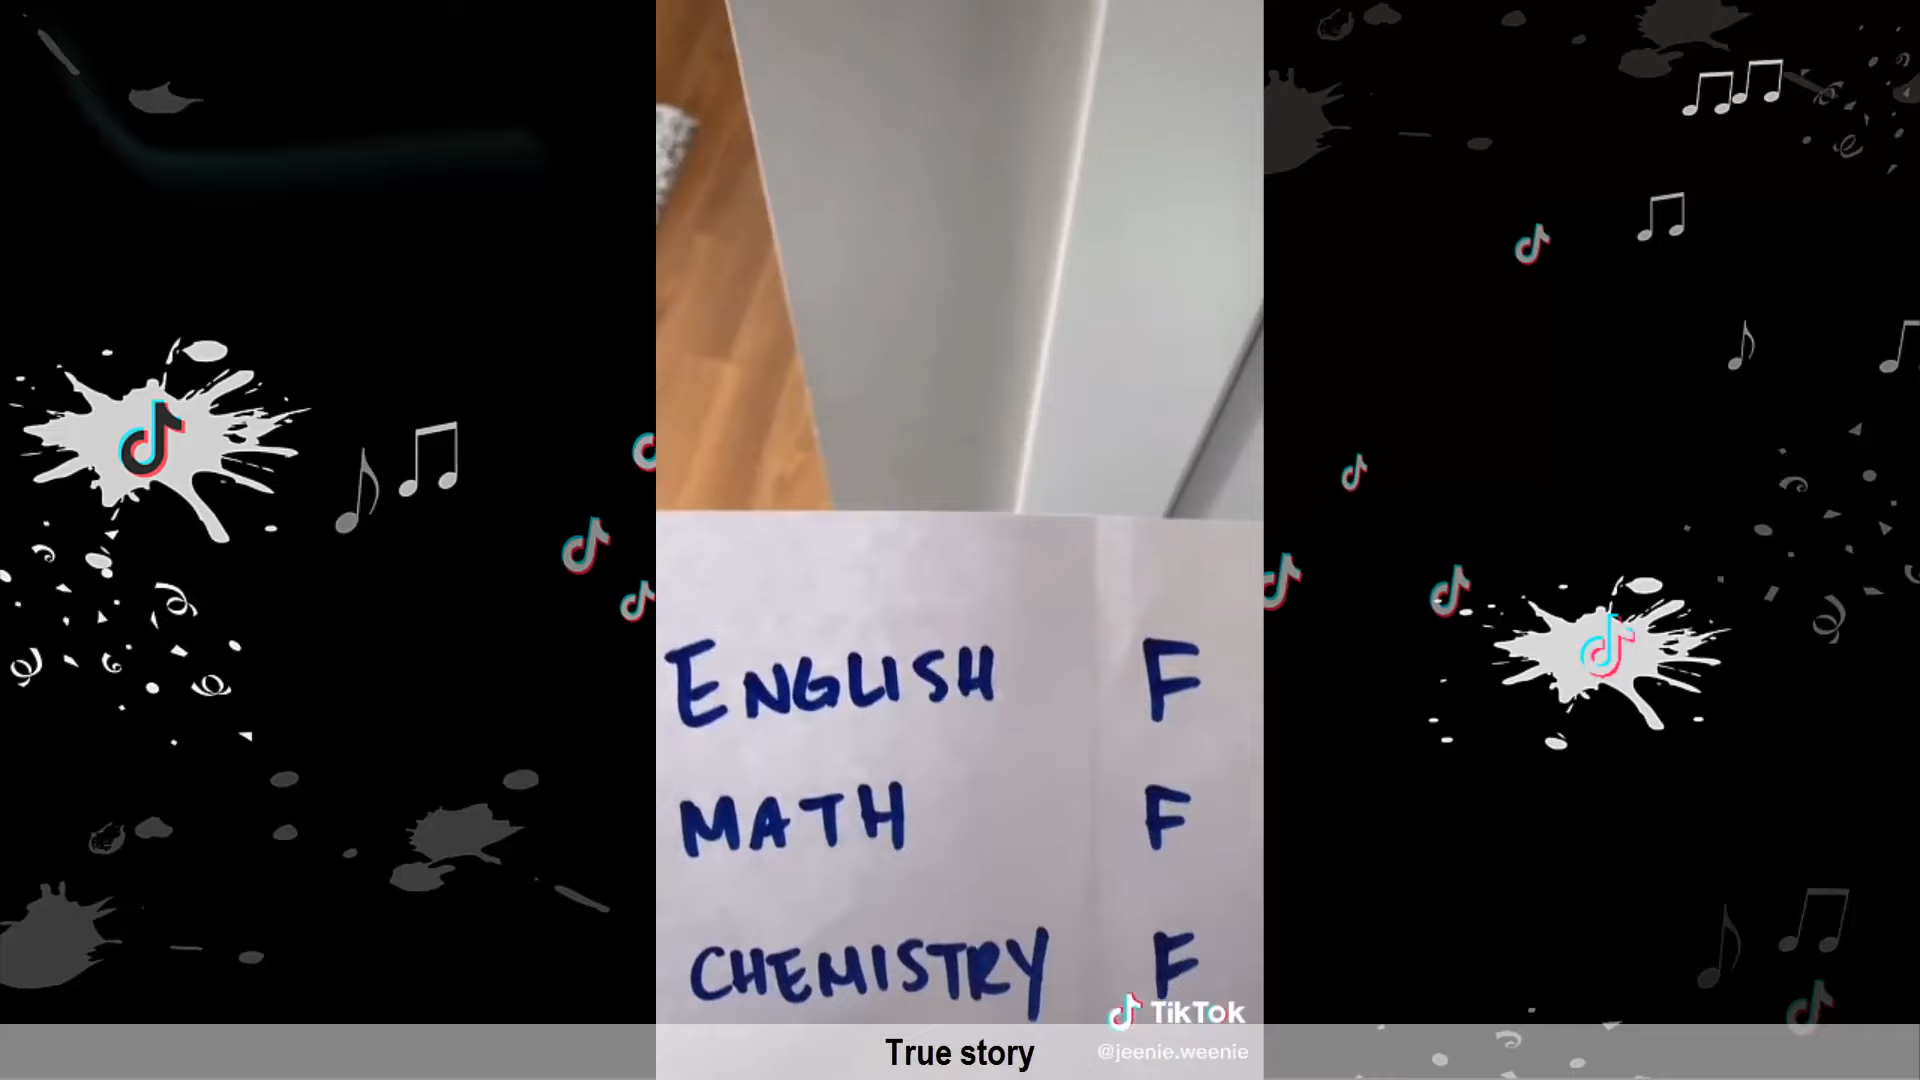 ENGLISH F
MATH F
CHEMISTRY F
TikTok
@jeenie.weenie
True story